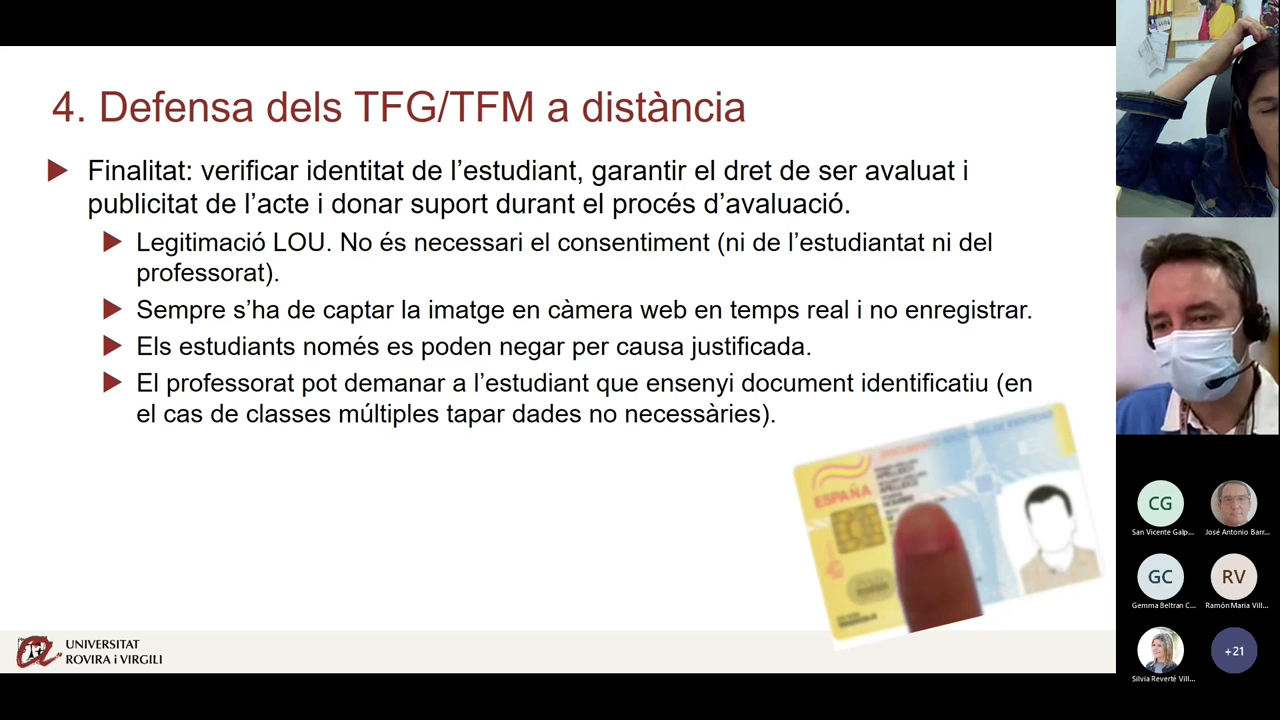 4. Defensa dels TFG/TFM a distància
Finalitat: verificar identitat de l’estudiant, garantir el dret de ser avaluat i
publicitat de l’acte i donar suport durant el procés d’avaluació.
Legitimació LOU. No és necessari el consentiment (ni de l’estudiantat ni del
professorat).
Sempre s’ha de captar la imatge en càmera web en temps real i no enregistrar.
Els estudiants només es poden negar per causa justificada.
El professorat pot demanar a l’estudiant que ensenyi document identificatiu (en
el cas de classes múltiples tapar dades no necessàries).
ESPAÑA
UNIVERSITAT
ROVIRA i VIRGILI
CG
San Vicente Galp...
José Antonio Barr...
GC
RV
Gemma Beltran C...
Ramón Maria Vill...
+21
Silvia Reverté Vill...